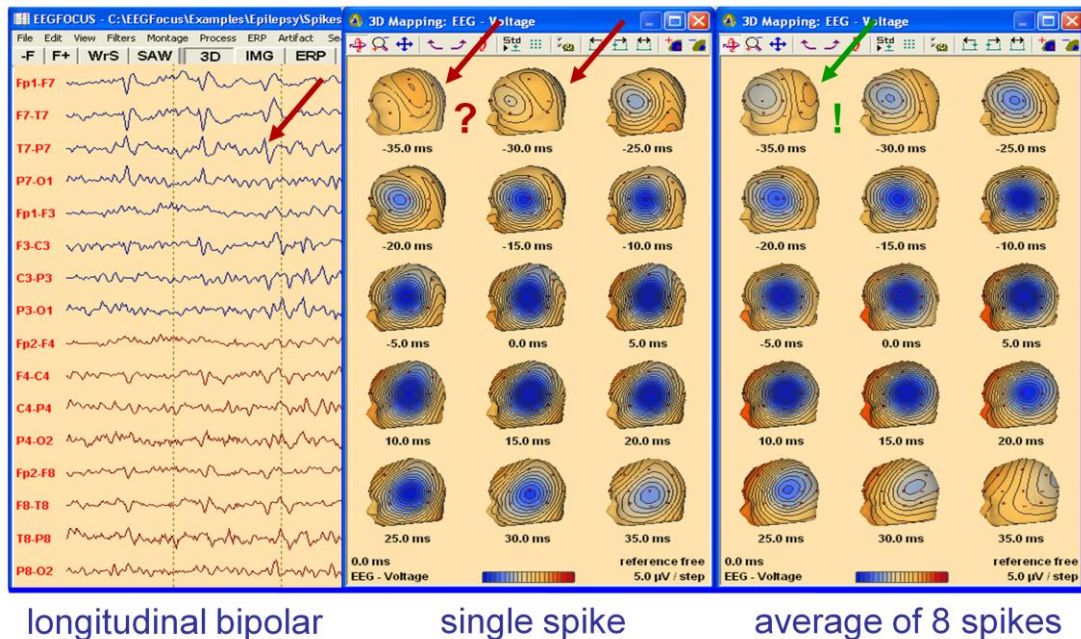 EEGFOCUS - C:\EEGFocus\Examples\Epilepsy\Spikes
File Edit View Filters Montage Process ERP Artifact Se
-F F+ WrS SAW 3D IMG ERP
Fp1-F7
F7-T7
T7-P7
P7-O1
Fp1-F3
F3-C3
C3-P3
P3-O1
Fp2-F4
F4-C4
C4-P4
P4-O2
Fp2-F8
F8-T8
T8-P8
P8-O2
longitudinal bipolar
3D Mapping: EEG - Voltage
Std
?
-35.0 ms -30.0 ms -25.0 ms
-20.0 ms -15.0 ms -10.0 ms
-5.0 ms 0.0 ms 5.0 ms
10.0 ms 15.0 ms 20.0 ms
25.0 ms 30.0 ms 35.0 ms
0.0 ms reference free
EEG - Voltage 5.0 µV / step
single spike
3D Mapping: EEG - Voltage
Std
!
-35.0 ms -30.0 ms -25.0 ms
-20.0 ms -15.0 ms -10.0 ms
-5.0 ms 0.0 ms 5.0 ms
10.0 ms 15.0 ms 20.0 ms
25.0 ms 30.0 ms 35.0 ms
0.0 ms reference free
EEG - Voltage 5.0 µV / step
average of 8 spikes